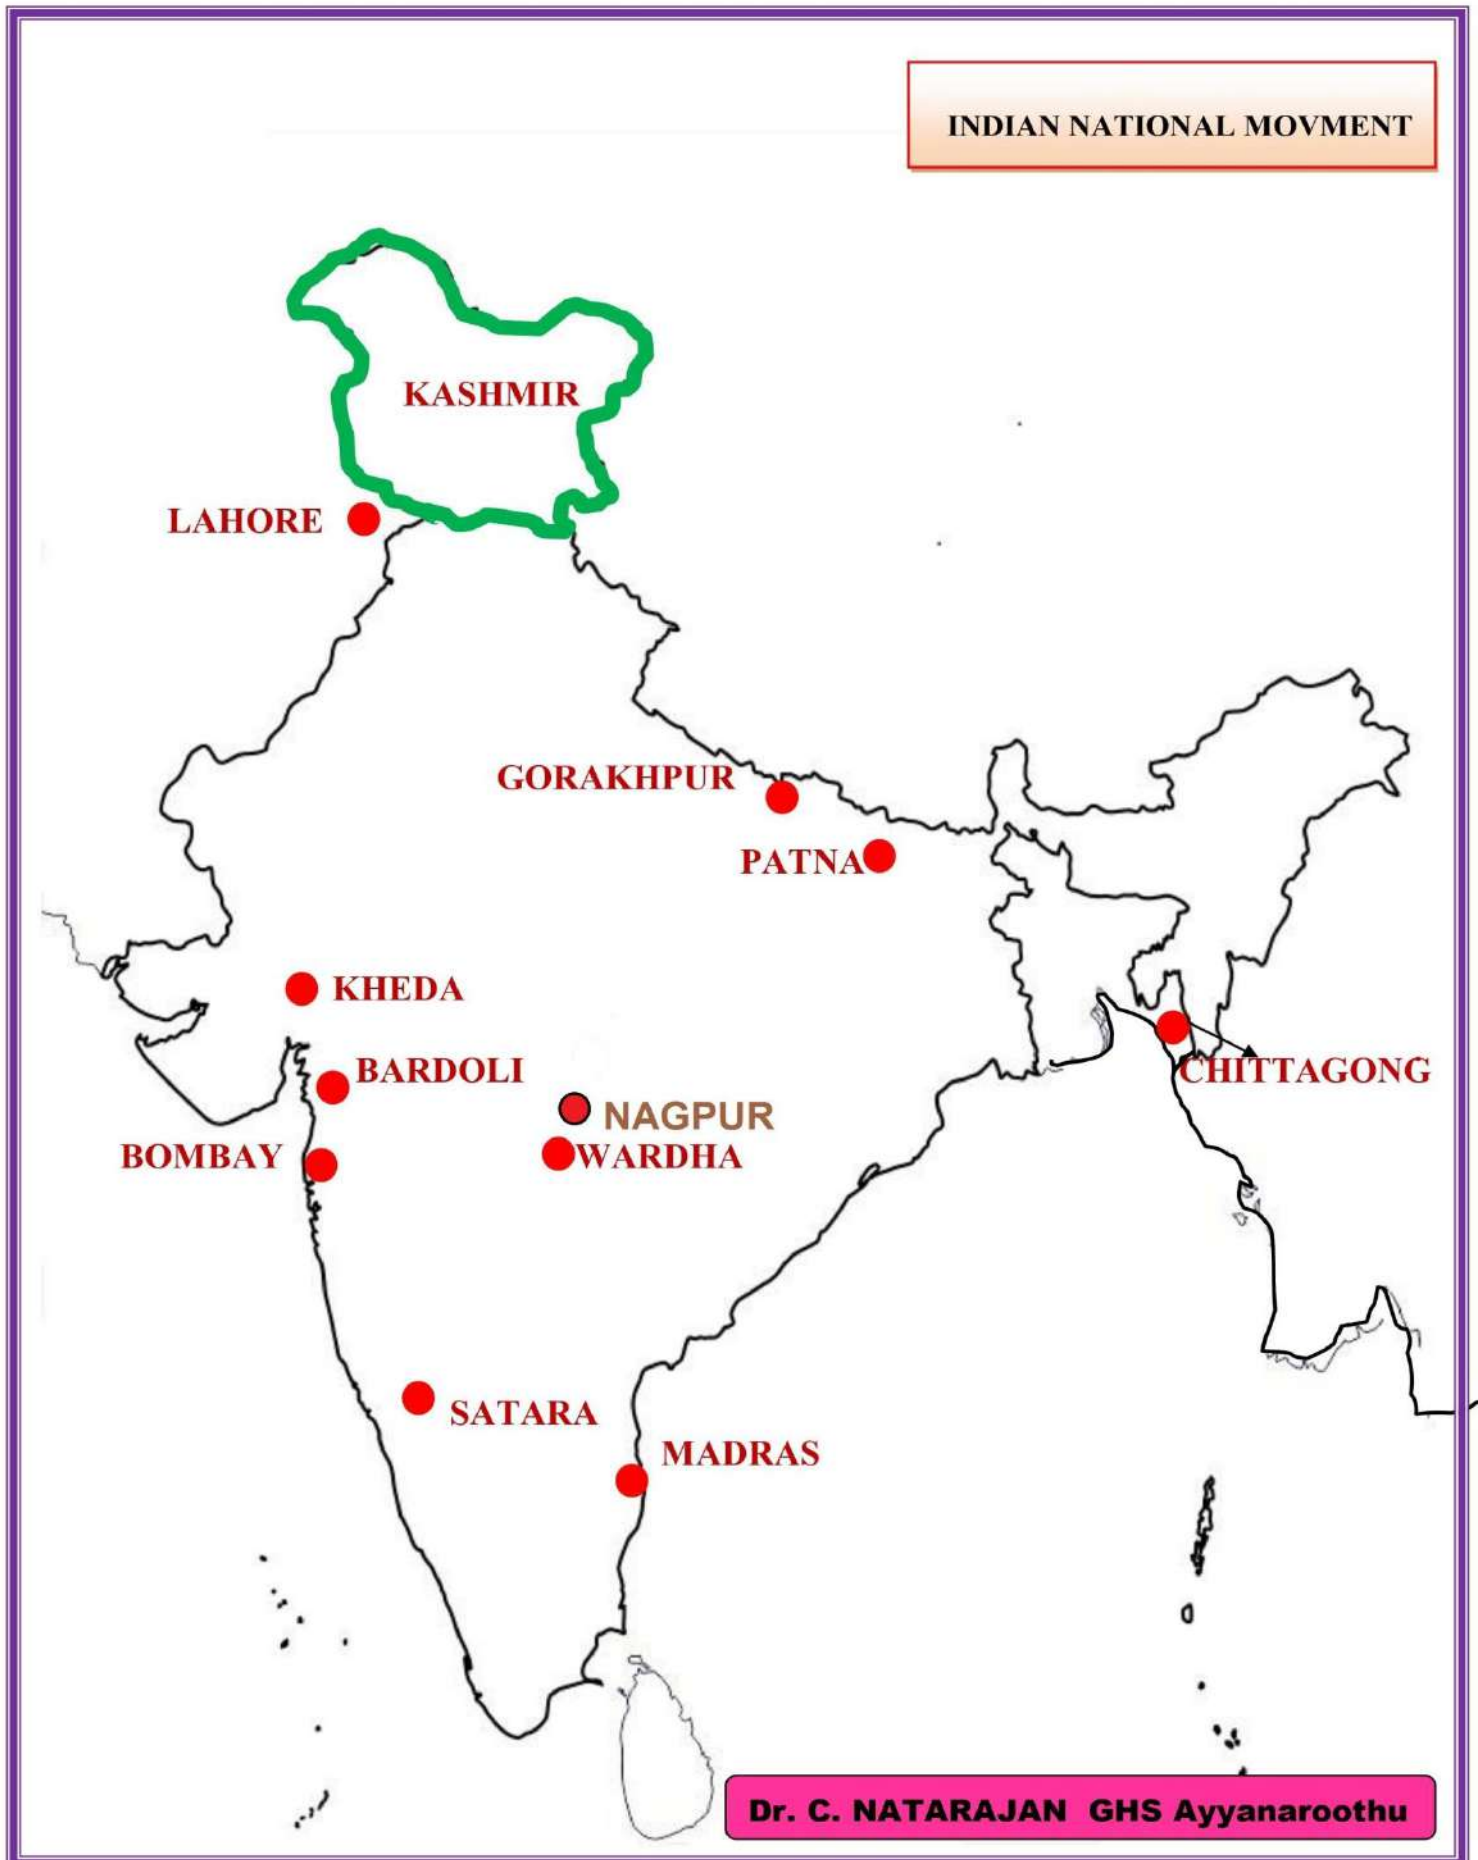 INDIAN NATIONAL MOVMENT
KASHMIR
LAHORE
GORAKHPUR
PATNA
KHEDA
BARDOLI
CHITTAGONG
NAGPUR
BOMBAY
WARDHA
SATARA
MADRAS
Dr. C. NATARAJAN GHS Ayyanaroothu